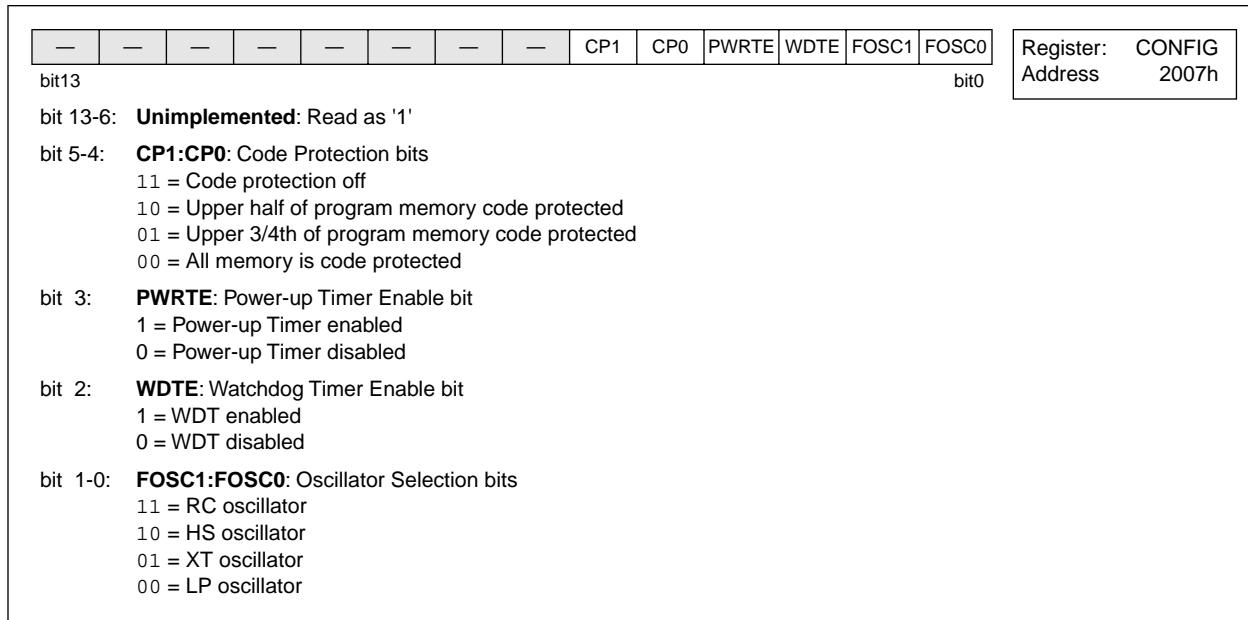 — — — — — — — — CP1 CP0 PWRTE WDTE FOSC1 FOSC0
bit13 bit0
Register: CONFIG
Address 2007h
bit 13-6: Unimplemented: Read as '1'
bit 5-4: CP1:CP0: Code Protection bits
11 = Code protection off
10 = Upper half of program memory code protected
01 = Upper 3/4th of program memory code protected
00 = All memory is code protected
bit 3: PWRTE: Power-up Timer Enable bit
1 = Power-up Timer enabled
0 = Power-up Timer disabled
bit 2: WDTE: Watchdog Timer Enable bit
1 = WDT enabled
0 = WDT disabled
bit 1-0: FOSC1:FOSC0: Oscillator Selection bits
11 = RC oscillator
10 = HS oscillator
01 = XT oscillator
00 = LP oscillator